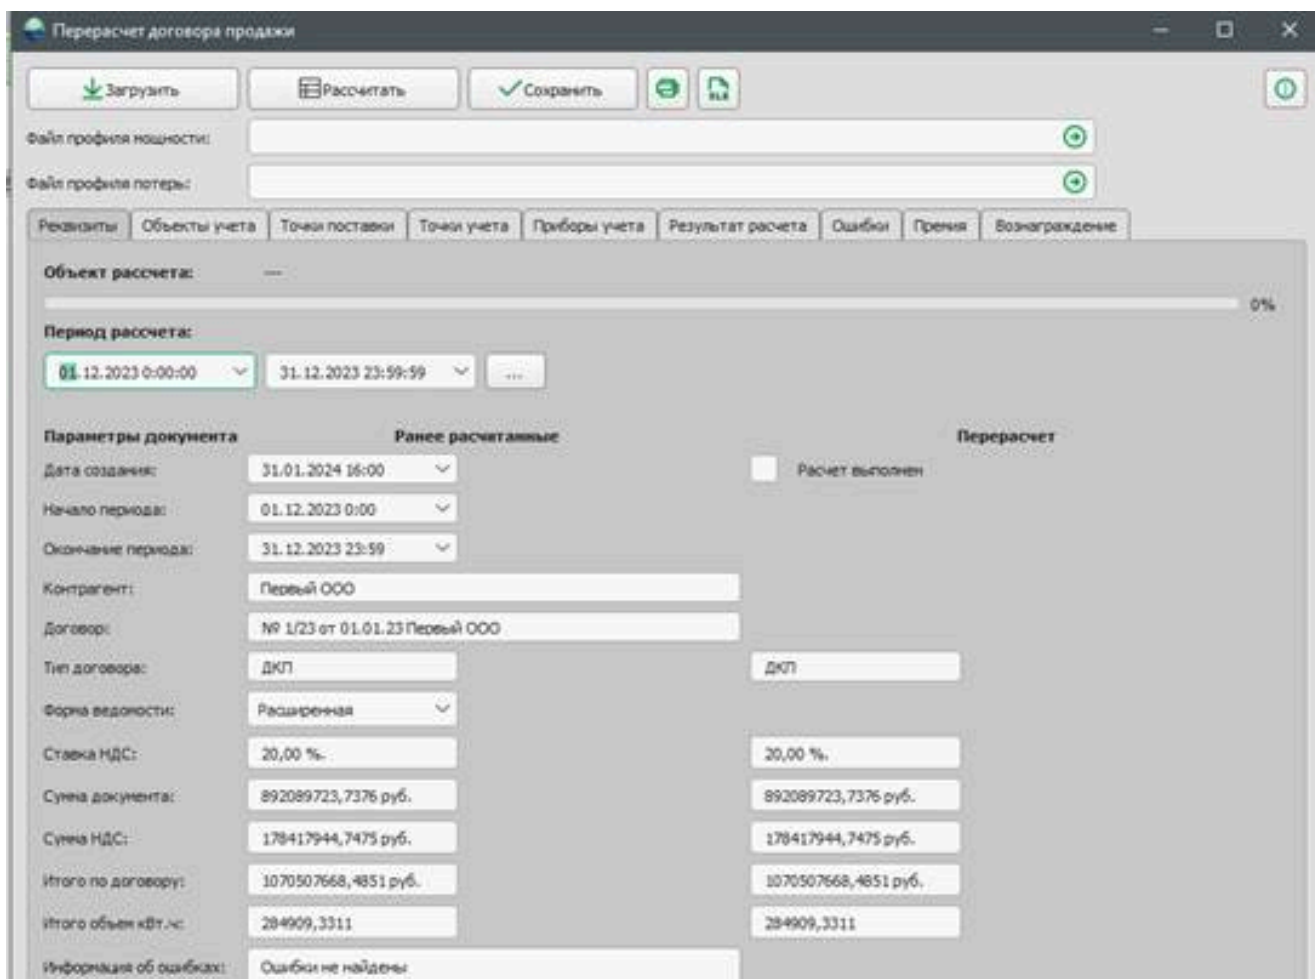 Перерасчет договора продажи
Загрузить Рассчитать Сохранить XLS
Файл профиля мощности:
Файл профиля потерь:
Реквизиты Объекты учета Точки поставки Точки учета Приборы учета Результат расчета Ошибки Премия Вознаграждение
Объект рассчета: ---
0%
Период рассчета:
01.12.2023 0:00:00 31.12.2023 23:59:59 ...
Параметры документа Ранее расчитанные Перерасчет
Дата создания: 31.01.2024 16:00 Расчет выполнен
Начало периода: 01.12.2023 0:00
Окончание периода: 31.12.2023 23:59
Контрагент: Первый ООО
Договор: № 1/23 от 01.01.23 Первый ООО
Тип договора: ДКП ДКП
Форма ведомости: Расширенная
Ставка НДС: 20,00 %. 20,00 %.
Сумма документа: 892089723,7376 руб. 892089723,7376 руб.
Сумма НДС: 178417944,7475 руб. 178417944,7475 руб.
Итого по договору: 1070507668,4851 руб. 1070507668,4851 руб.
Итого объем кВт.ч: 284909,3311 284909,3311
Информация об ошибках: Ошибки не найдены